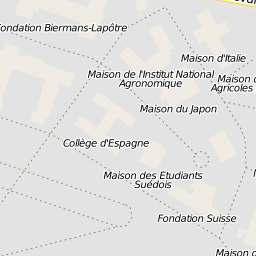 Fondation Biermans-Lapôtre
Maison d'Italie
Maison de l'Institut National
Agronomique
Maison
Agricoles
Maison du Japon
Collège d'Espagne
Maison des Etudiants
Suédois
Fondation Suisse
Maison